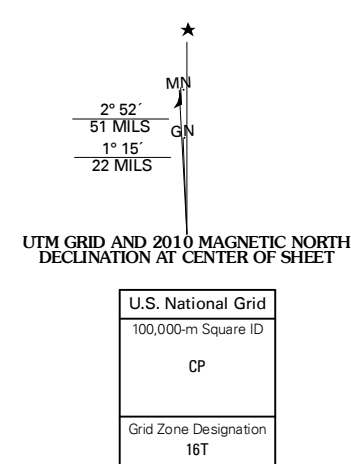 ★
MN
2° 52´
51 MILS
GN
1° 15´
22 MILS
UTM GRID AND 2010 MAGNETIC NORTH
DECLINATION AT CENTER OF SHEET
U.S. National Grid
100,000-m Square ID
CP
Grid Zone Designation
16T